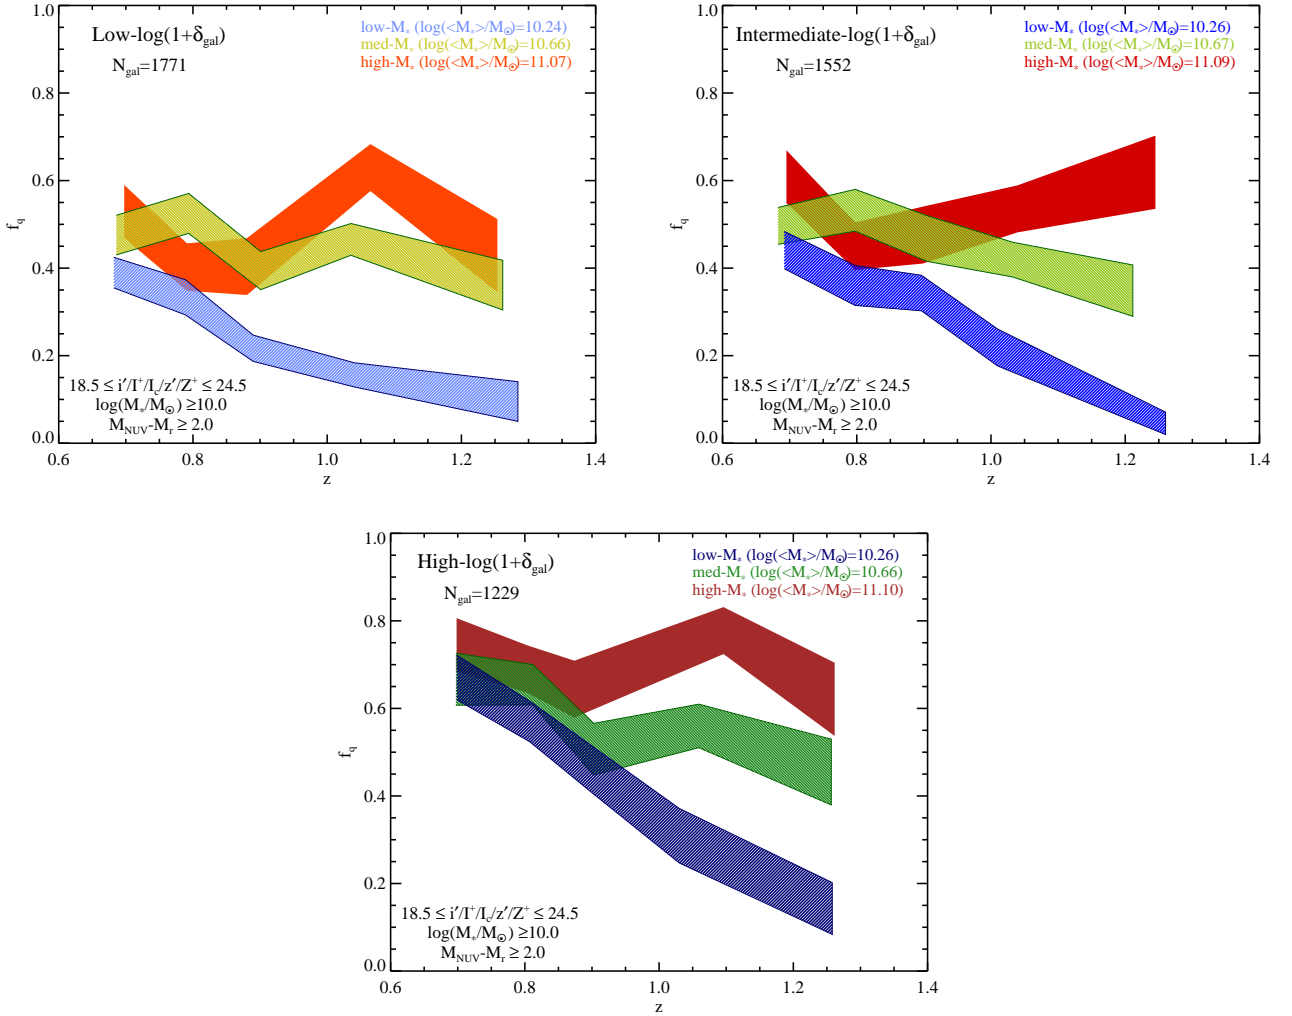 Low-log(1+δgal)
Ngal=1771
low-M* (log(<M*>/M⊙)=10.24)
med-M* (log(<M*>/M⊙)=10.66)
high-M* (log(<M*>/M⊙)=11.07)
1.0
0.8
0.6
0.4
0.2
0.0
fq
18.5 ≤ i′/I+/Ic/z′/Z+ ≤ 24.5
log(M*/M⊙) ≥10.0
MNUV-Mr ≥ 2.0
0.6 0.8 1.0 1.2 1.4
z
Intermediate-log(1+δgal)
Ngal=1552
low-M* (log(<M*>/M⊙)=10.26)
med-M* (log(<M*>/M⊙)=10.67)
high-M* (log(<M*>/M⊙)=11.09)
1.0
0.8
0.6
0.4
0.2
0.0
fq
18.5 ≤ i′/I+/Ic/z′/Z+ ≤ 24.5
log(M*/M⊙) ≥10.0
MNUV-Mr ≥ 2.0
0.6 0.8 1.0 1.2 1.4
z
High-log(1+δgal)
Ngal=1229
low-M* (log(<M*>/M⊙)=10.26)
med-M* (log(<M*>/M⊙)=10.66)
high-M* (log(<M*>/M⊙)=11.10)
1.0
0.8
0.6
0.4
0.2
0.0
fq
18.5 ≤ i′/I+/Ic/z′/Z+ ≤ 24.5
log(M*/M⊙) ≥10.0
MNUV-Mr ≥ 2.0
0.6 0.8 1.0 1.2 1.4
z